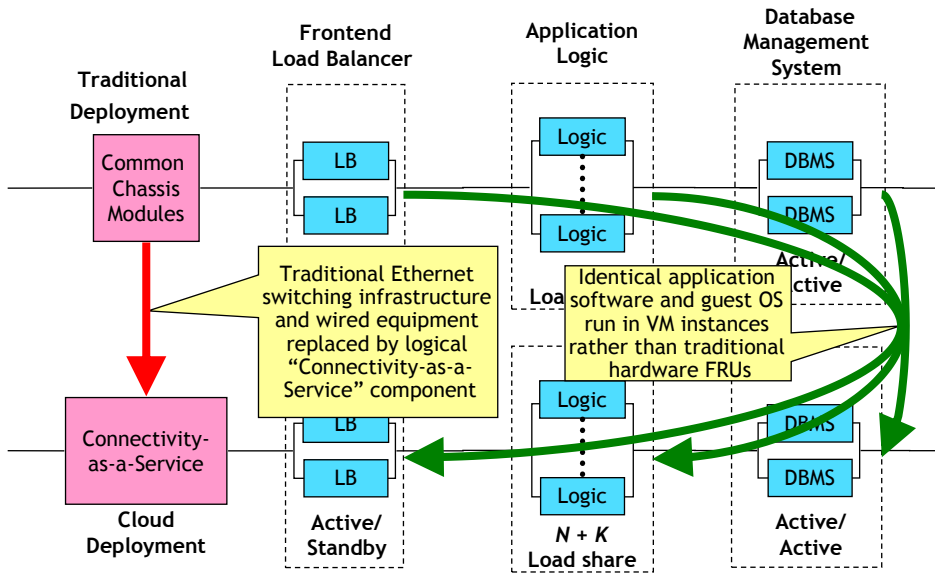 Frontend
Load Balancer
Application
Logic
Database
Management
System
Traditional
Deployment
Common
Chassis
Modules
LB
LB
Logic
Logic
DBMS
DBMS
Active/
Active
Load
Traditional Ethernet
switching infrastructure
and wired equipment
replaced by logical
“Connectivity-as-a-
Service” component
Identical application
software and guest OS
run in VM instances
rather than traditional
hardware FRUs
Connectivity-
as-a-Service
Cloud
Deployment
LB
LB
Active/
Standby
Logic
Logic
N + K
Load share
DBMS
DBMS
Active/
Active